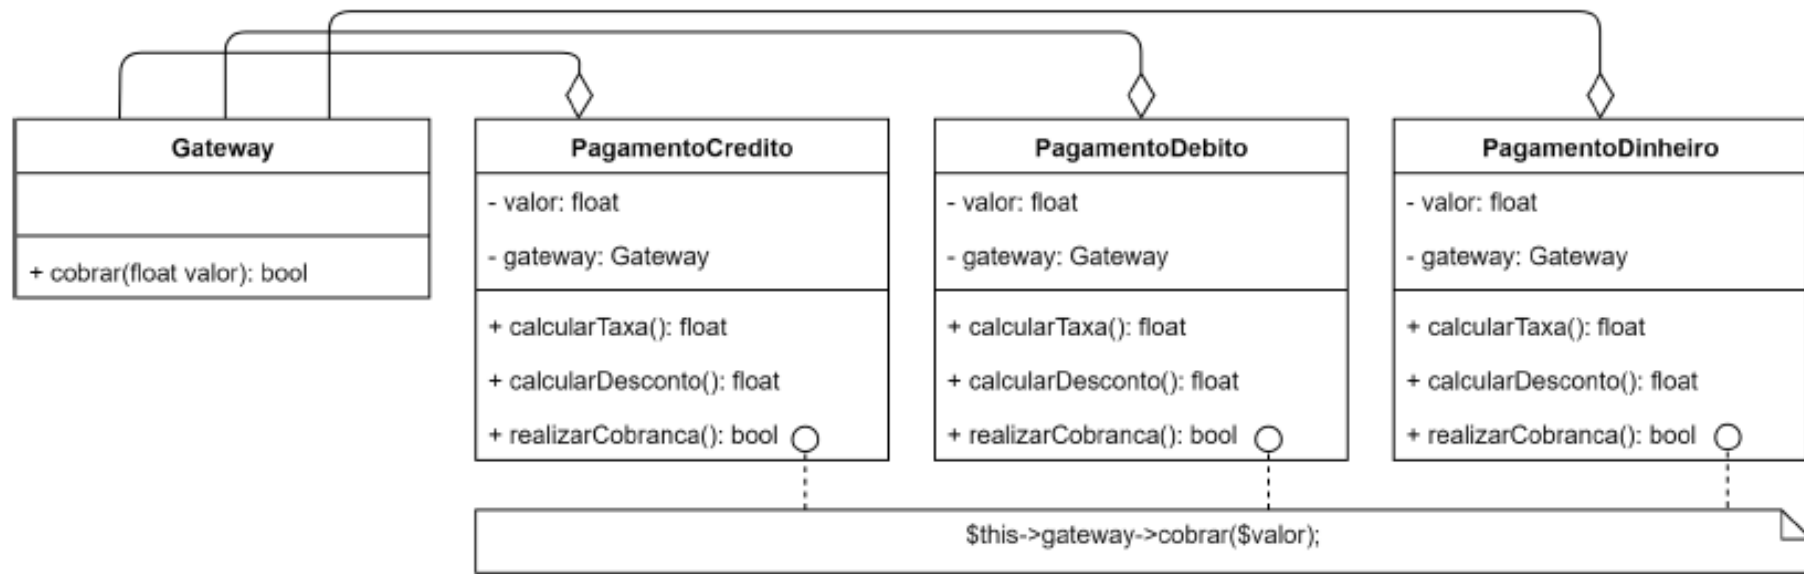 Gateway
+ cobrar(float valor): bool
PagamentoCredito
- valor: float
- gateway: Gateway
+ calcularTaxa(): float
+ calcularDesconto(): float
+ realizarCobranca(): bool
PagamentoDebito
- valor: float
- gateway: Gateway
+ calcularTaxa(): float
+ calcularDesconto(): float
+ realizarCobranca(): bool
PagamentoDinheiro
- valor: float
- gateway: Gateway
+ calcularTaxa(): float
+ calcularDesconto(): float
+ realizarCobranca(): bool
$this->gateway->cobrar($valor);